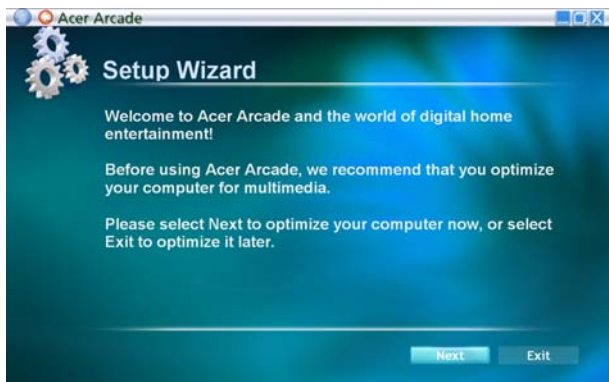 Acer Arcade
Setup Wizard
Welcome to Acer Arcade and the world of digital home
entertainment!
Before using Acer Arcade, we recommend that you optimize
your computer for multimedia.
Please select Next to optimize your computer now, or select
Exit to optimize it later.
Next Exit